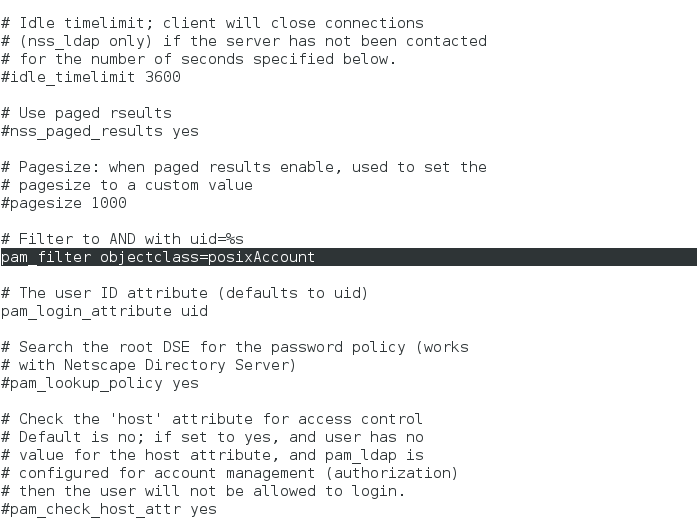 # Idle timelimit; client will close connections
# (nss_ldap only) if the server has not been contacted
# for the number of seconds specified below.
#idle_timelimit 3600
# Use paged rseults
#nss_paged_results yes
# Pagesize: when paged results enable, used to set the
# pagesize to a custom value
#pagesize 1000
# Filter to AND with uid=%s
pam_filter objectclass=posixAccount
# The user ID attribute (defaults to uid)
pam_login_attribute uid
# Search the root DSE for the password policy (works
# with Netscape Directory Server)
#pam_lookup_policy yes
# Check the 'host' attribute for access control
# Default is no; if set to yes, and user has no
# value for the host attribute, and pam_ldap is
# configured for account management (authorization)
# then the user will not be allowed to login.
#pam_check_host_attr yes